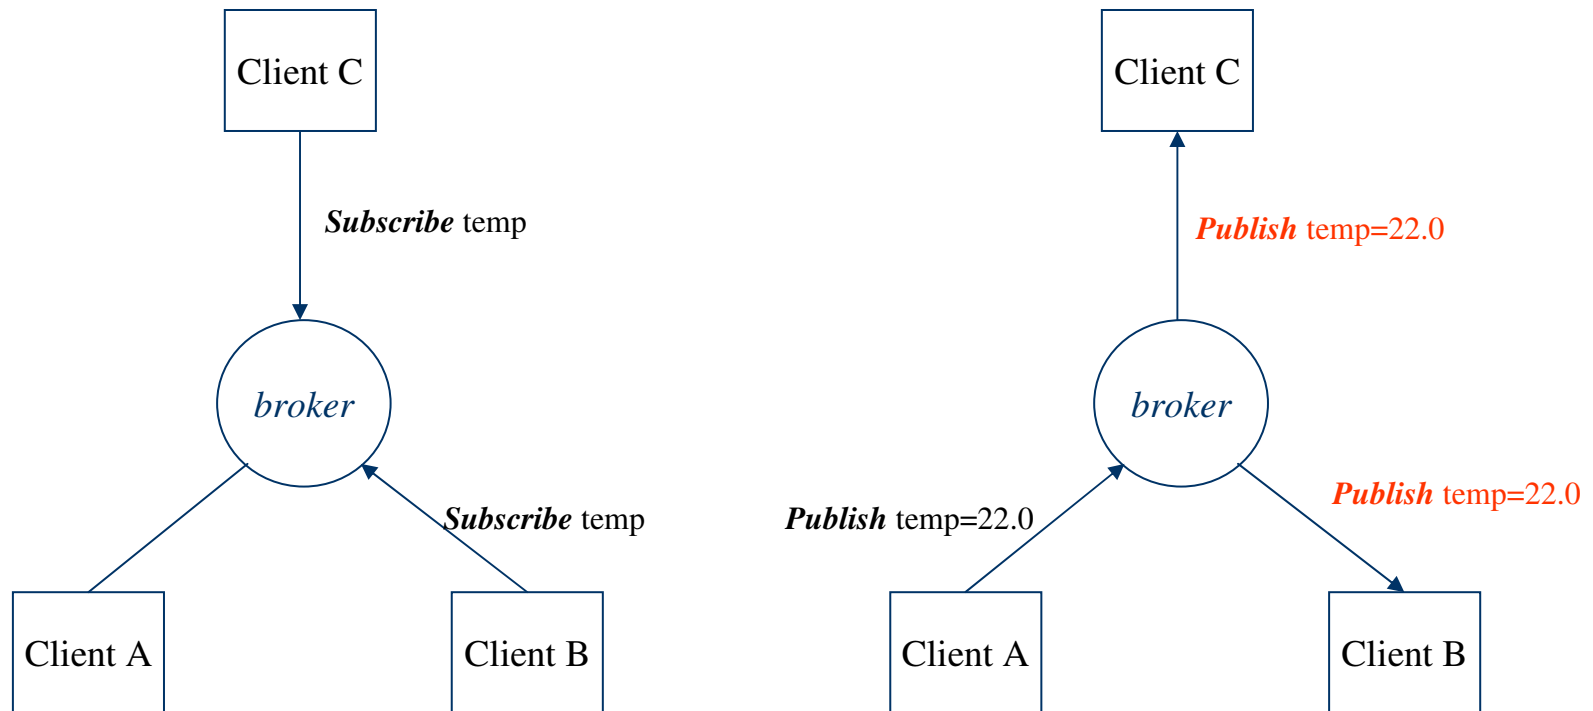 Client C
Subscribe temp
broker
Subscribe temp
Client A
Client B
Client C
Publish temp=22.0
broker
Publish temp=22.0
Publish temp=22.0
Client A
Client B